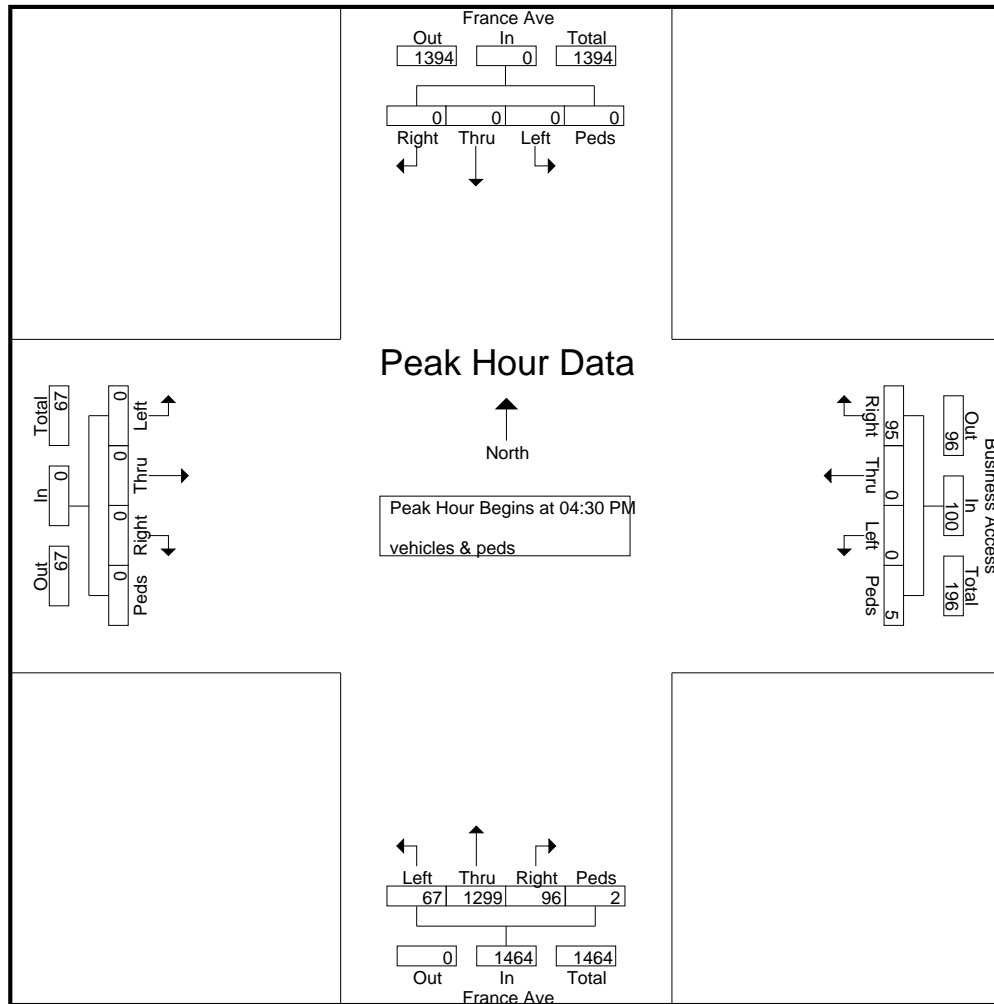 France Ave
Out In Total
1394 0 1394
0 0 0 0
Right Thru Left Peds
Peak Hour Data
North
Peak Hour Begins at 04:30 PM
vehicles & peds
Total In Out
67 0 67
0 0 0 0
Left Thru Right Peds
Business Access
Out In Total
96 100 196
95 0 0 5
Right Thru Left Peds
Left Thru Right Peds
67 1299 96 2
0 1464 1464
Out In Total
France Ave